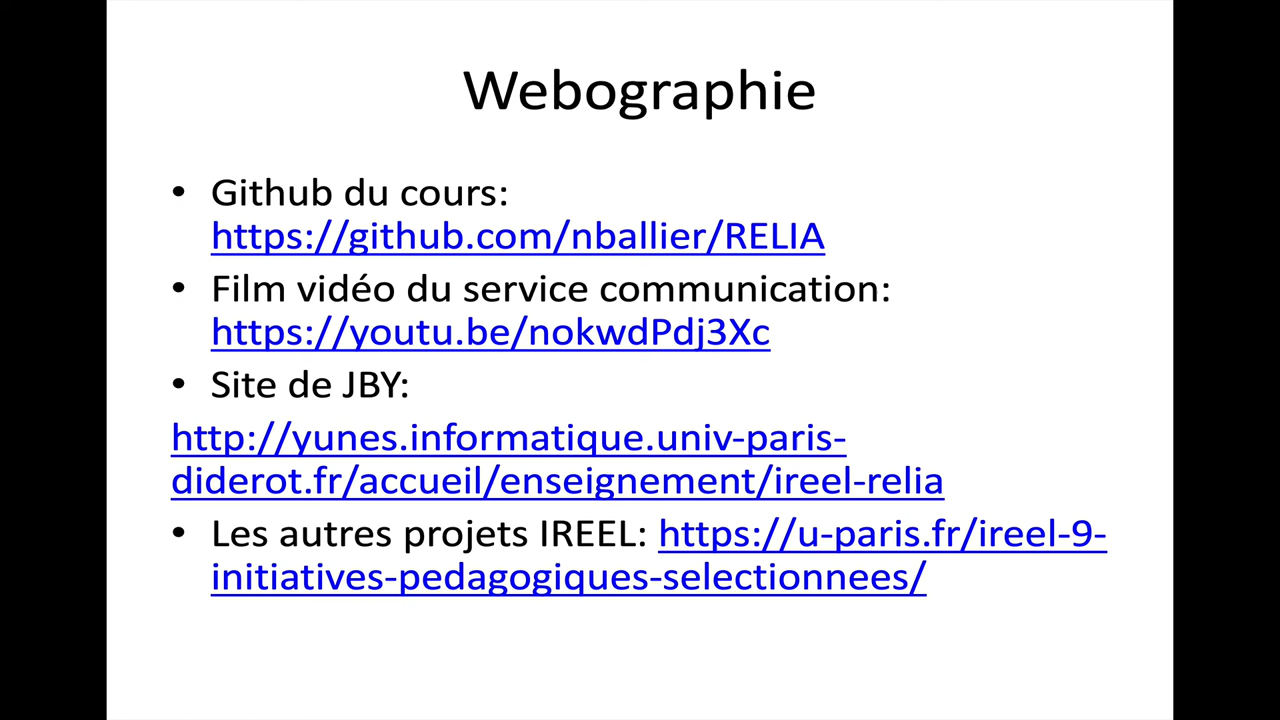 Webographie
• Github du cours:
https://github.com/nballier/RELIA
• Film vidéo du service communication:
https://youtu.be/nokwdPdj3Xc
• Site de JBY:
http://yunes.informatique.univ-paris-
diderot.fr/accueil/enseignement/ireel-relia
• Les autres projets IREEL: https://u-paris.fr/ireel-9-
initiatives-pedagogiques-selectionnees/